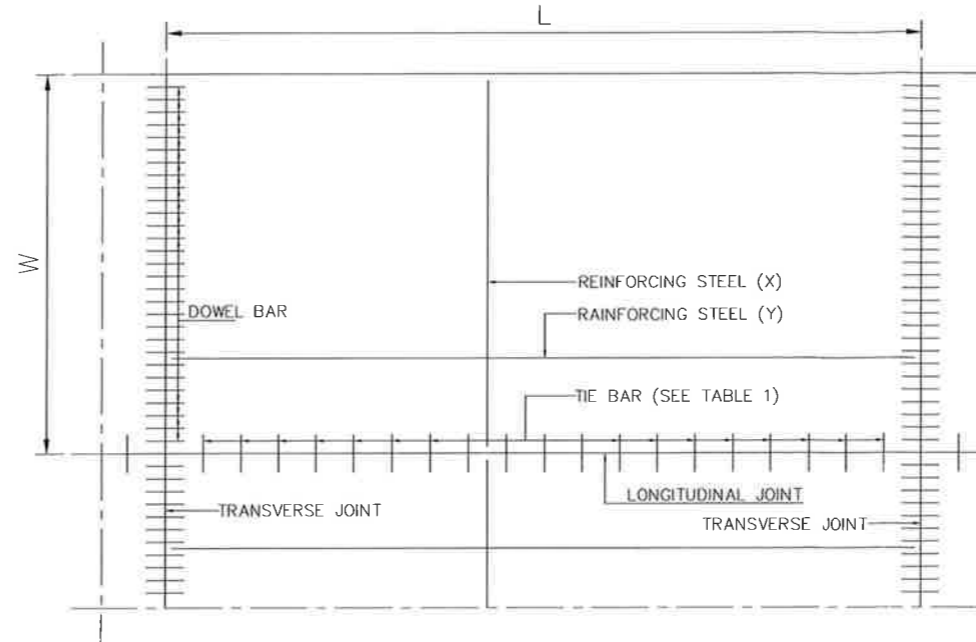 L
W
REINFORCING STEEL (X)
DOWEL BAR
RAINFORCING STEEL (Y)
TIE BAR (SEE TABLE 1)
LONGITUDINAL JOINT
TRANSVERSE JOINT
TRANSVERSE JOINT